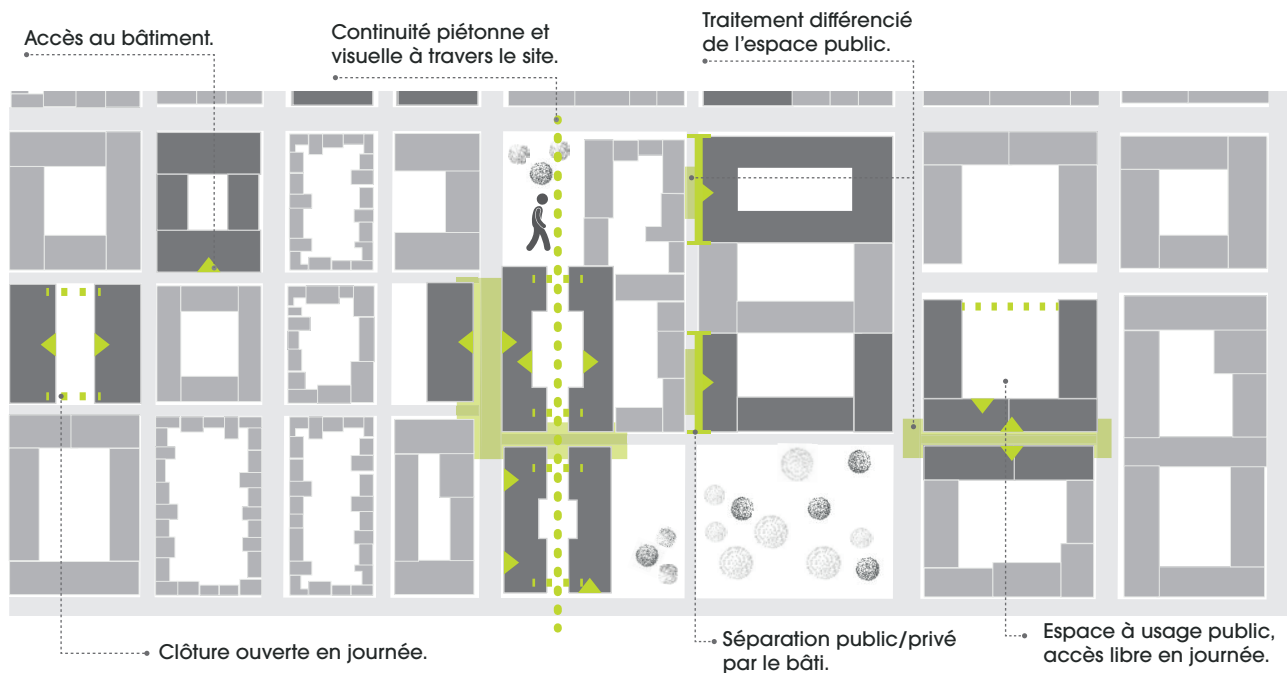 Accès au bâtiment.
Continuité piétonne et
visuelle à travers le site.
Traitement différencié
de l'espace public.
Clôture ouverte en journée.
Séparation public/privé
par le bâti.
Espace à usage public,
accès libre en journée.